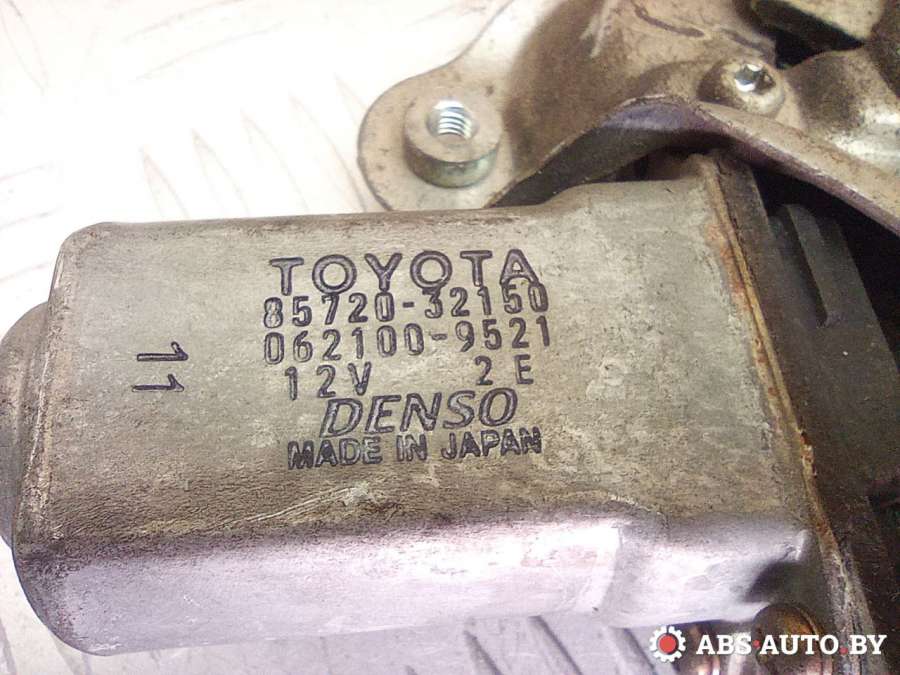 TOYOTA
85720-32150
062100-9521
12V 2E
DENSO
MADE IN JAPAN
11
ABS-AUTO.BY